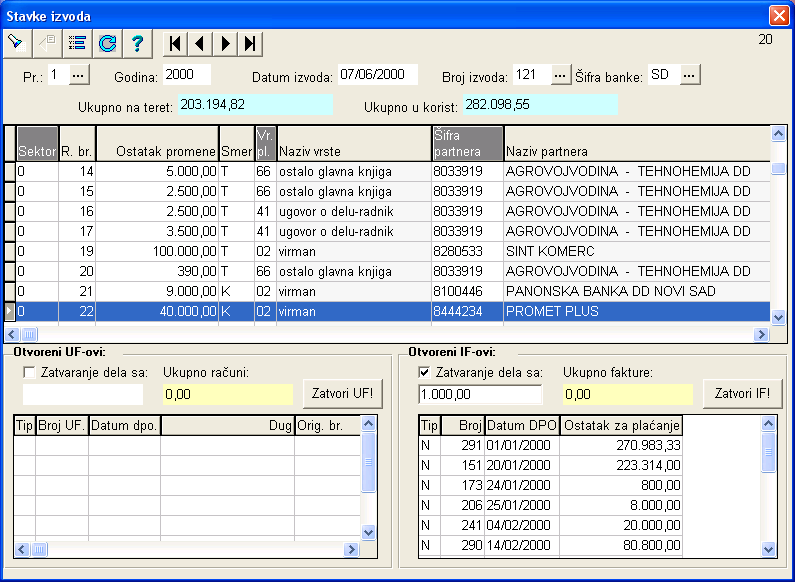 Stavke izvoda
20
Pr.: 1 ... Godina: 2000 Datum izvoda: 07/06/2000 Broj izvoda: 121 ... Šifra banke: SD ...
Ukupno na teret: 203.194,82 Ukupno u korist: 282.098,55
Sektor R. br. Ostatak promene Smer Vr. pl. Naziv vrste Šifra partnera Naziv partnera
0 14 5.000,00 T 66 ostalo glavna knjiga 8033919 AGROVOJVODINA - TEHNOHEMIJA DD
0 15 2.500,00 T 66 ostalo glavna knjiga 8033919 AGROVOJVODINA - TEHNOHEMIJA DD
0 16 2.500,00 T 41 ugovor o delu-radnik 8033919 AGROVOJVODINA - TEHNOHEMIJA DD
0 17 3.500,00 T 41 ugovor o delu-radnik 8033919 AGROVOJVODINA - TEHNOHEMIJA DD
0 19 100.000,00 T 02 virman 8280533 SINT KOMERC
0 20 390,00 T 66 ostalo glavna knjiga 8033919 AGROVOJVODINA - TEHNOHEMIJA DD
0 21 9.000,00 K 02 virman 8100446 PANONSKA BANKA DD NOVI SAD
0 22 40.000,00 K 02 virman 8444234 PROMET PLUS
Otvoreni UF-ovi:
Zatvaranje dela sa: Ukupno računi:
0,00 Zatvori UF!
Tip Broj UF. Datum dpo. Dug Orig. br.
Otvoreni IF-ovi:
Zatvaranje dela sa: Ukupno fakture:
1.000,00 0,00 Zatvori IF!
Tip Broj Datum DPO Ostatak za plaćanje
N 291 01/01/2000 270.983,33
N 151 20/01/2000 223.314,00
N 173 24/01/2000 800,00
N 206 25/01/2000 8.000,00
N 241 04/02/2000 20.000,00
N 290 14/02/2000 80.800,00